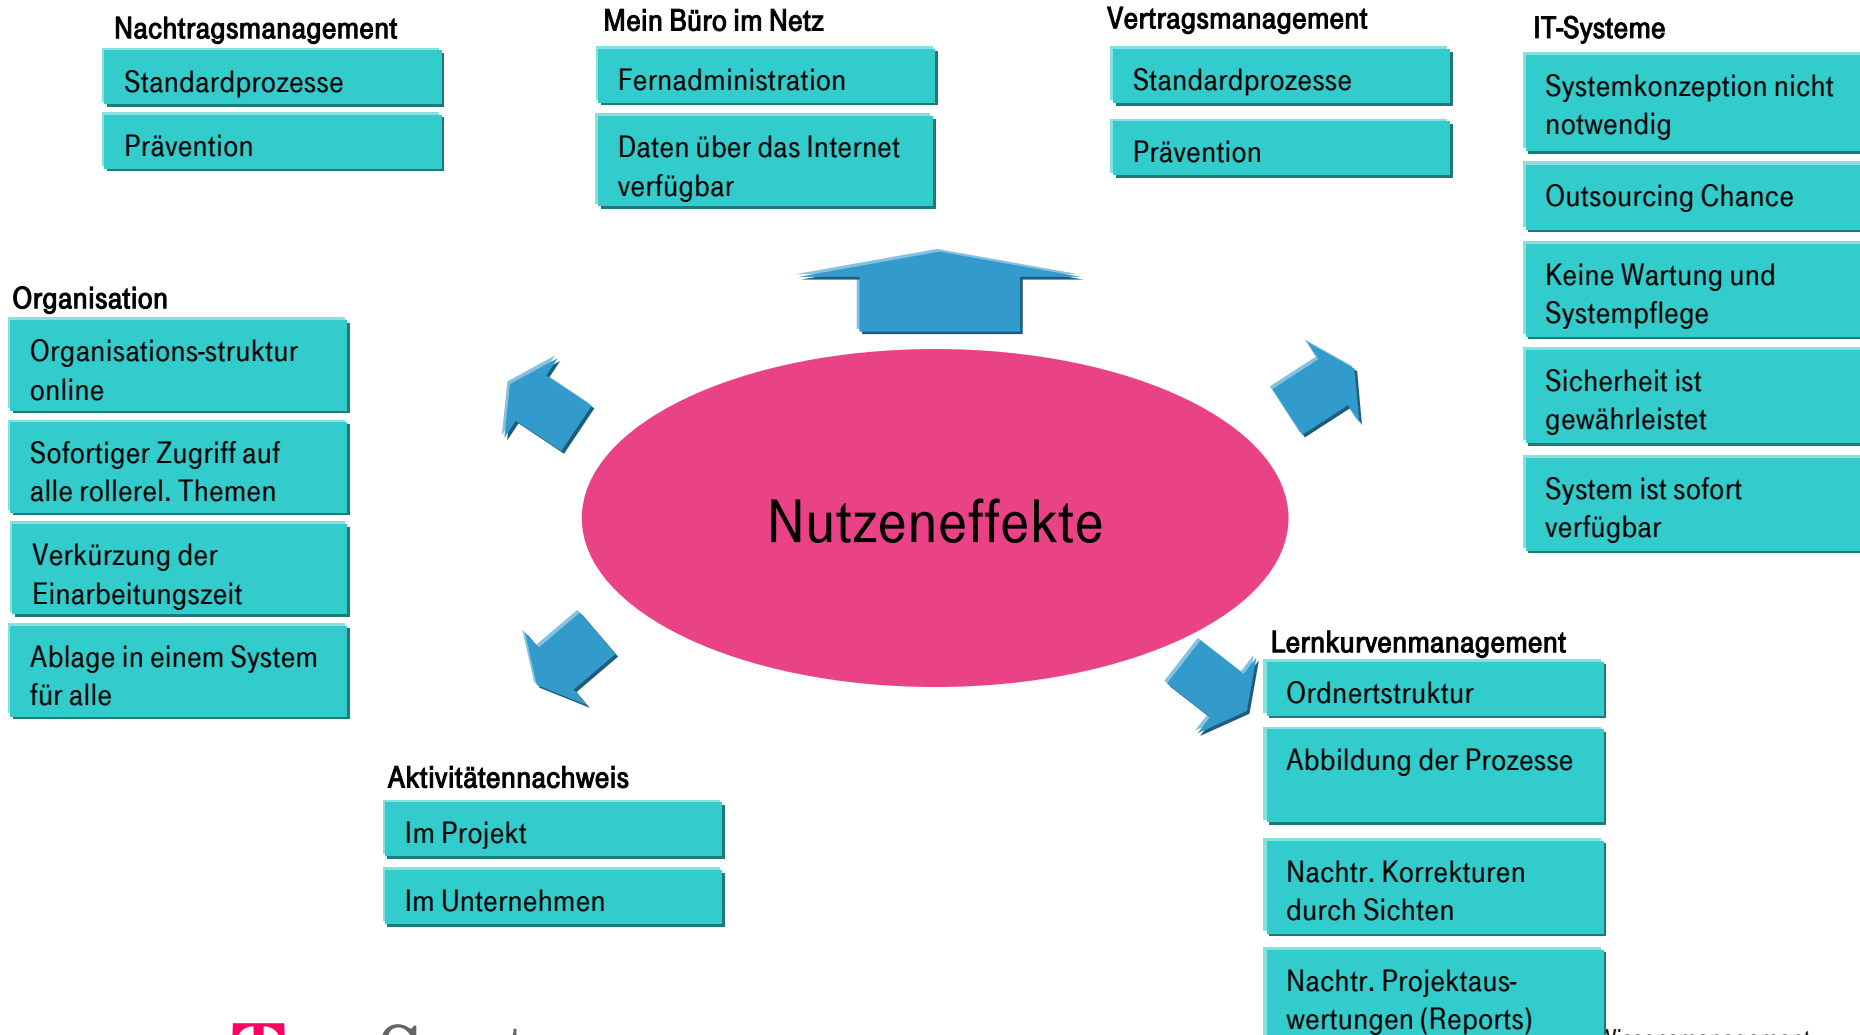 Nachtragsmanagement
Standardprozesse
Prävention
Mein Büro im Netz
Fernadministration
Daten über das Internet
verfügbar
Vertragsmanagement
Standardprozesse
Prävention
IT-Systeme
Systemkonzeption nicht
notwendig
Outsourcing Chance
Keine Wartung und
Systempflege
Sicherheit ist
gewährleistet
System ist sofort
verfügbar
Organisation
Organisations-struktur
online
Sofortiger Zugriff auf
alle rollerel. Themen
Verkürzung der
Einarbeitungszeit
Ablage in einem System
für alle
Nutzeneffekte
Aktivitätennachweis
Im Projekt
Im Unternehmen
Lernkurvenmanagement
Ordnertstruktur
Abbildung der Prozesse
Nachtr. Korrekturen
durch Sichten
Nachtr. Projektaus-
wertungen (Reports)